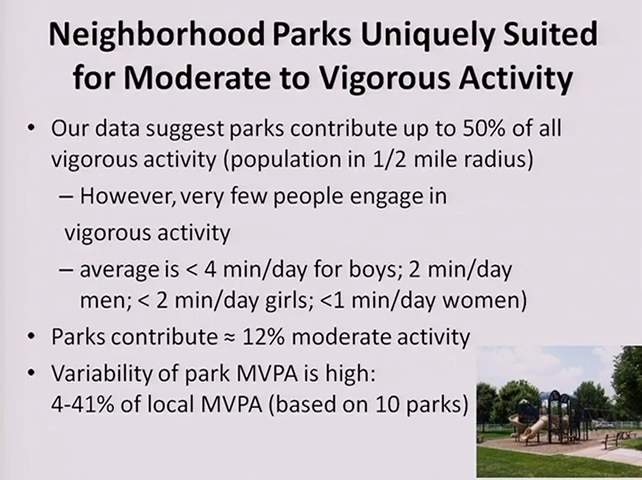 Neighborhood Parks Uniquely Suited
for Moderate to Vigorous Activity
• Our data suggest parks contribute up to 50% of all
vigorous activity (population in 1/2 mile radius)
– However, very few people engage in
vigorous activity
– average is < 4 min/day for boys; 2 min/day
men; < 2 min/day girls; <1 min/day women)
• Parks contribute ≈ 12% moderate activity
• Variability of park MVPA is high:
4-41% of local MVPA (based on 10 parks)